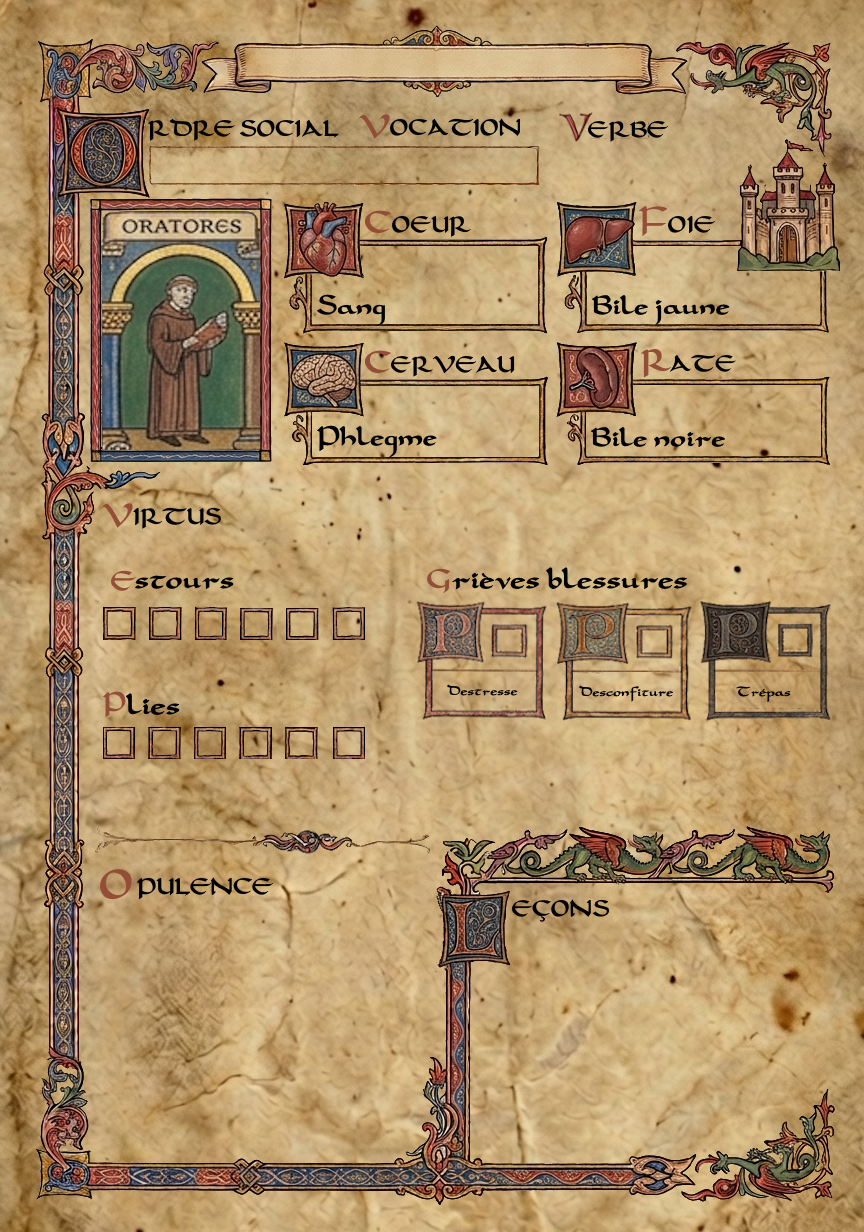 ORDRE SOCIAL VOCATION VERBE
ORATORES
COEUR
FOIE
Sang
Bile jaune
CERVEAU
RATE
Phlegme
Bile noire
VIRTUS
Estours
Grièves blessures
P P P
Destresse Desconfiture Trépas
Plies
OPULENCE
LEÇONS